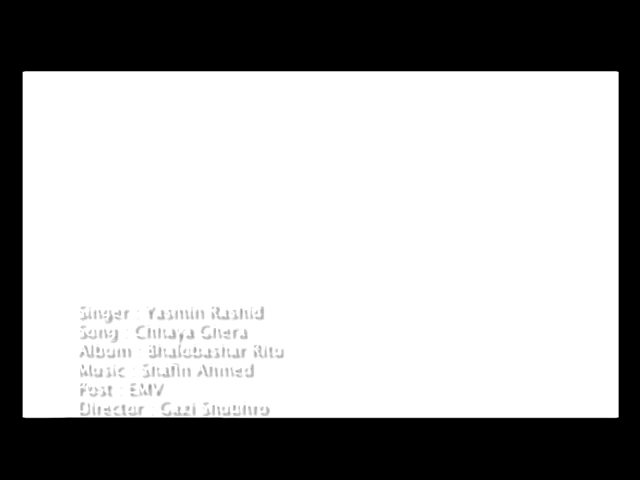 Singer : Yasmin Rashid
Song : Chhaya Ghera
Album : Bhalobashar Ritu
Music : Shafin Ahmed
Post : EMV
Director : Gazi Shubhro